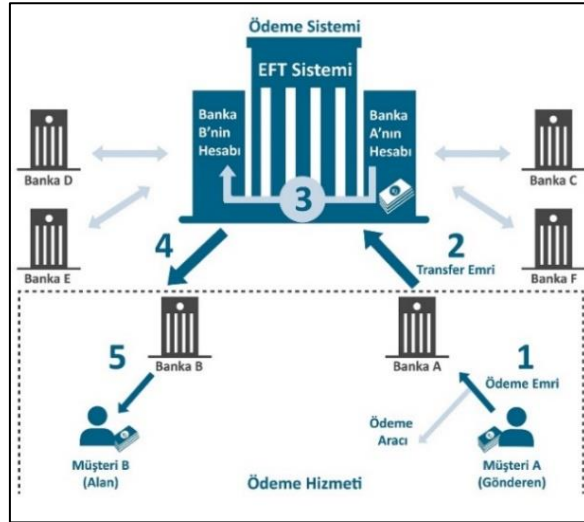 Ödeme Sistemi
EFT Sistemi
Banka
B’nin
Hesabı
Banka
A’nın
Hesabı
Banka D
Banka C
3
Banka E
Banka F
4
2
Transfer Emri
Banka B
Banka A
5
1
Ödeme Emri
Ödeme
Aracı
Müşteri B
(Alan)
Ödeme Hizmeti
Müşteri A
(Gönderen)